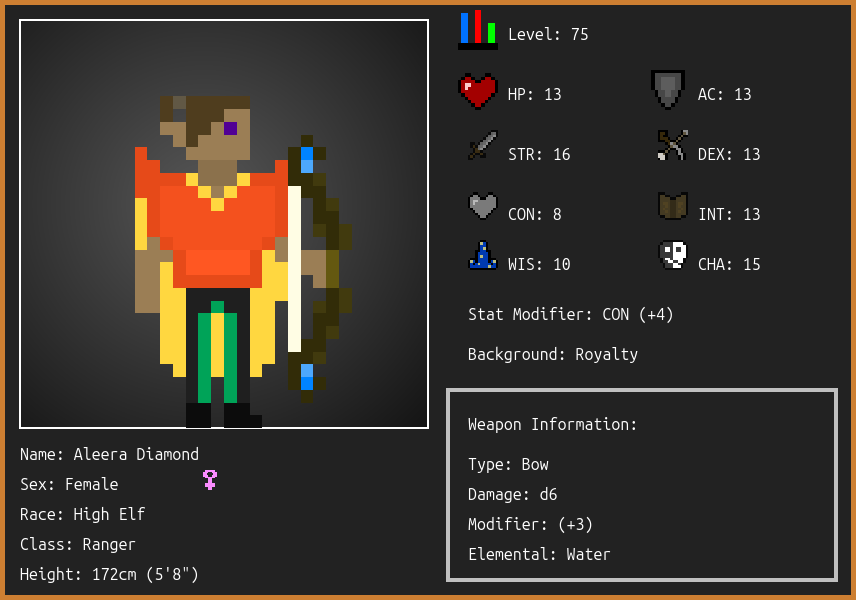 Level: 75
HP: 13
AC: 13
STR: 16
DEX: 13
CON: 8
INT: 13
WIS: 10
CHA: 15
Stat Modifier: CON (+4)
Background: Royalty
Weapon Information:
Type: Bow
Damage: d6
Modifier: (+3)
Elemental: Water
Name: Aleera Diamond
Sex: Female
Race: High Elf
Class: Ranger
Height: 172cm (5'8")